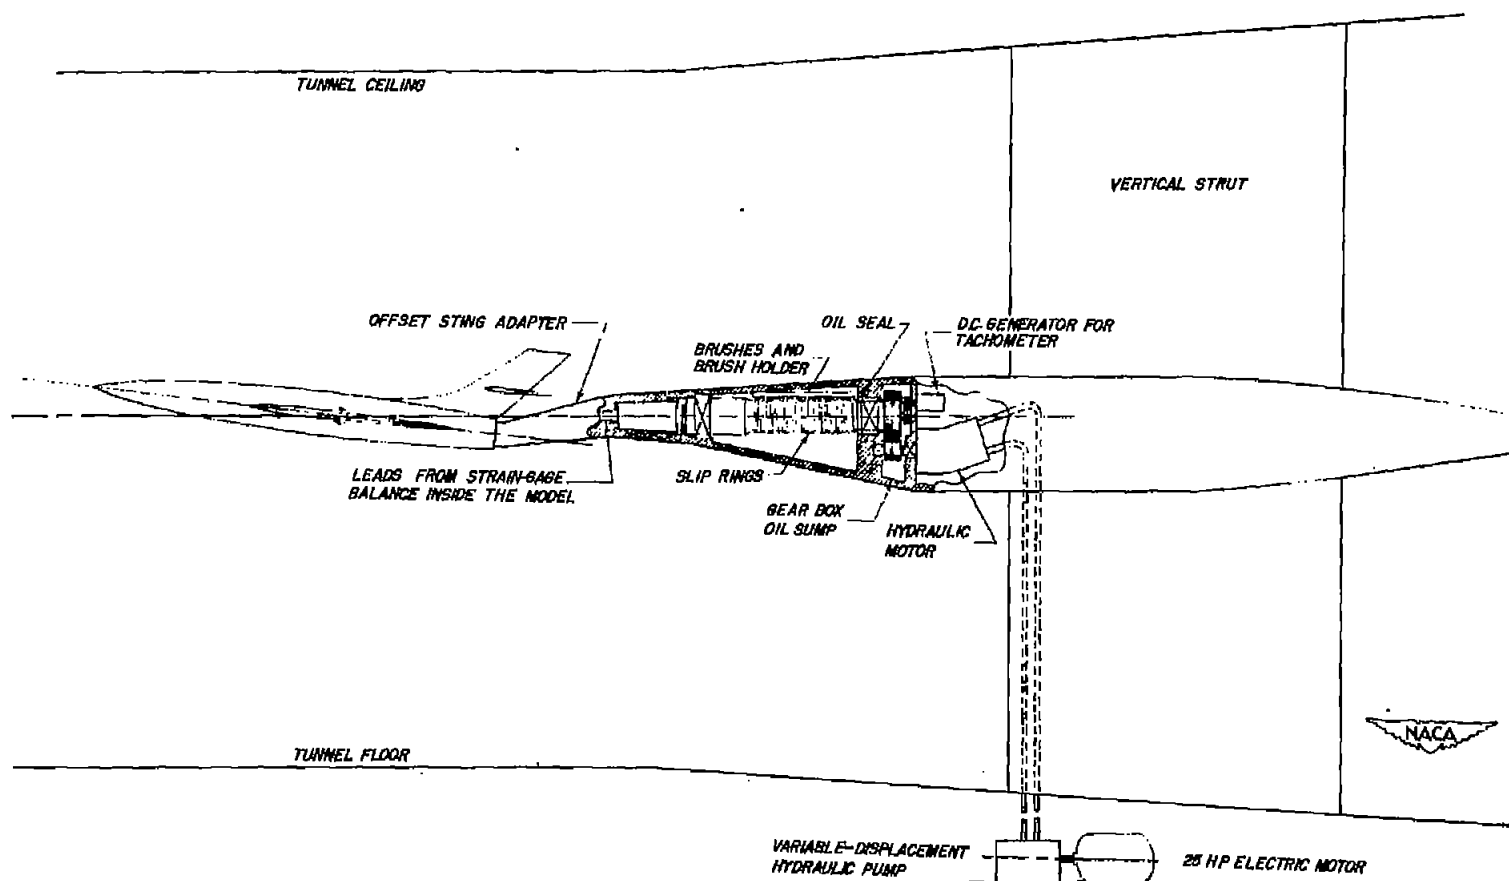 TUNNEL CEILING
VERTICAL STRUT
OFFSET STING ADAPTER
OIL SEAL
D.C. GENERATOR FOR
TACHOMETER
BRUSHES AND
BRUSH HOLDER
LEADS FROM STRAIN-GAGE
BALANCE INSIDE THE MODEL
SLIP RINGS
GEAR BOX
OIL SUMP
HYDRAULIC
MOTOR
NACA
TUNNEL FLOOR
VARIABLE-DISPLACEMENT
HYDRAULIC PUMP
25 HP ELECTRIC MOTOR